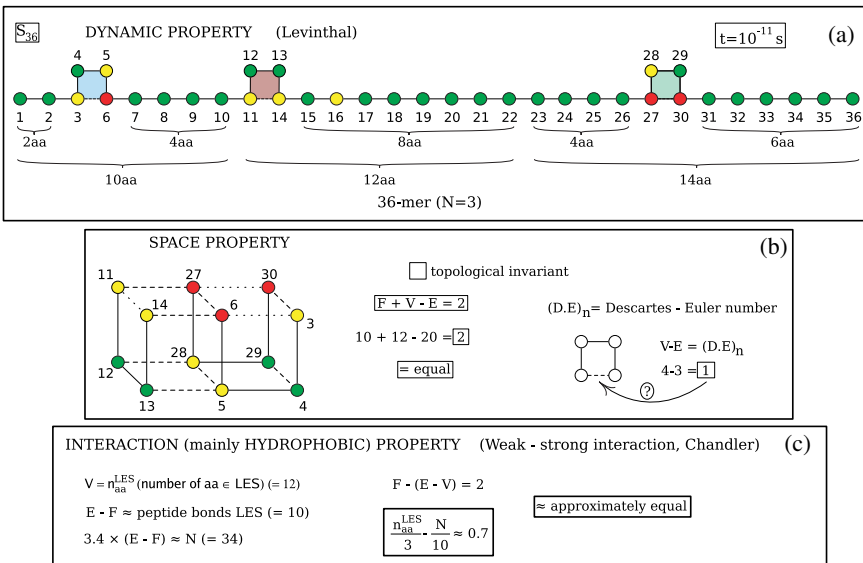 S36 DYNAMIC PROPERTY (Levinthal) t=10⁻¹¹ s (a)
4 5 12 13 28 29
1 2 3 6 7 8 9 10 11 14 15 16 17 18 19 20 21 22 23 24 25 26 27 30 31 32 33 34 35 36
2aa 4aa 8aa 4aa 6aa
10aa 12aa 14aa
36-mer (N=3)
SPACE PROPERTY (b)
11 27 30
14 6 3
12 28 29
13 5 4
topological invariant
F + V - E = 2
10 + 12 - 20 = 2
= equal
(D.E)n = Descartes - Euler number
V-E = (D.E)n
4-3 = 1
?
INTERACTION (mainly HYDROPHOBIC) PROPERTY (Weak - strong interaction, Chandler) (c)
V = n_aa^LES (number of aa ∈ LES) (= 12)
E - F ≈ peptide bonds LES (= 10)
3.4 × (E - F) ≈ N (= 34)
F - (E - V) = 2
n_aa^LES/3 - N/10 ≈ 0.7
≈ approximately equal